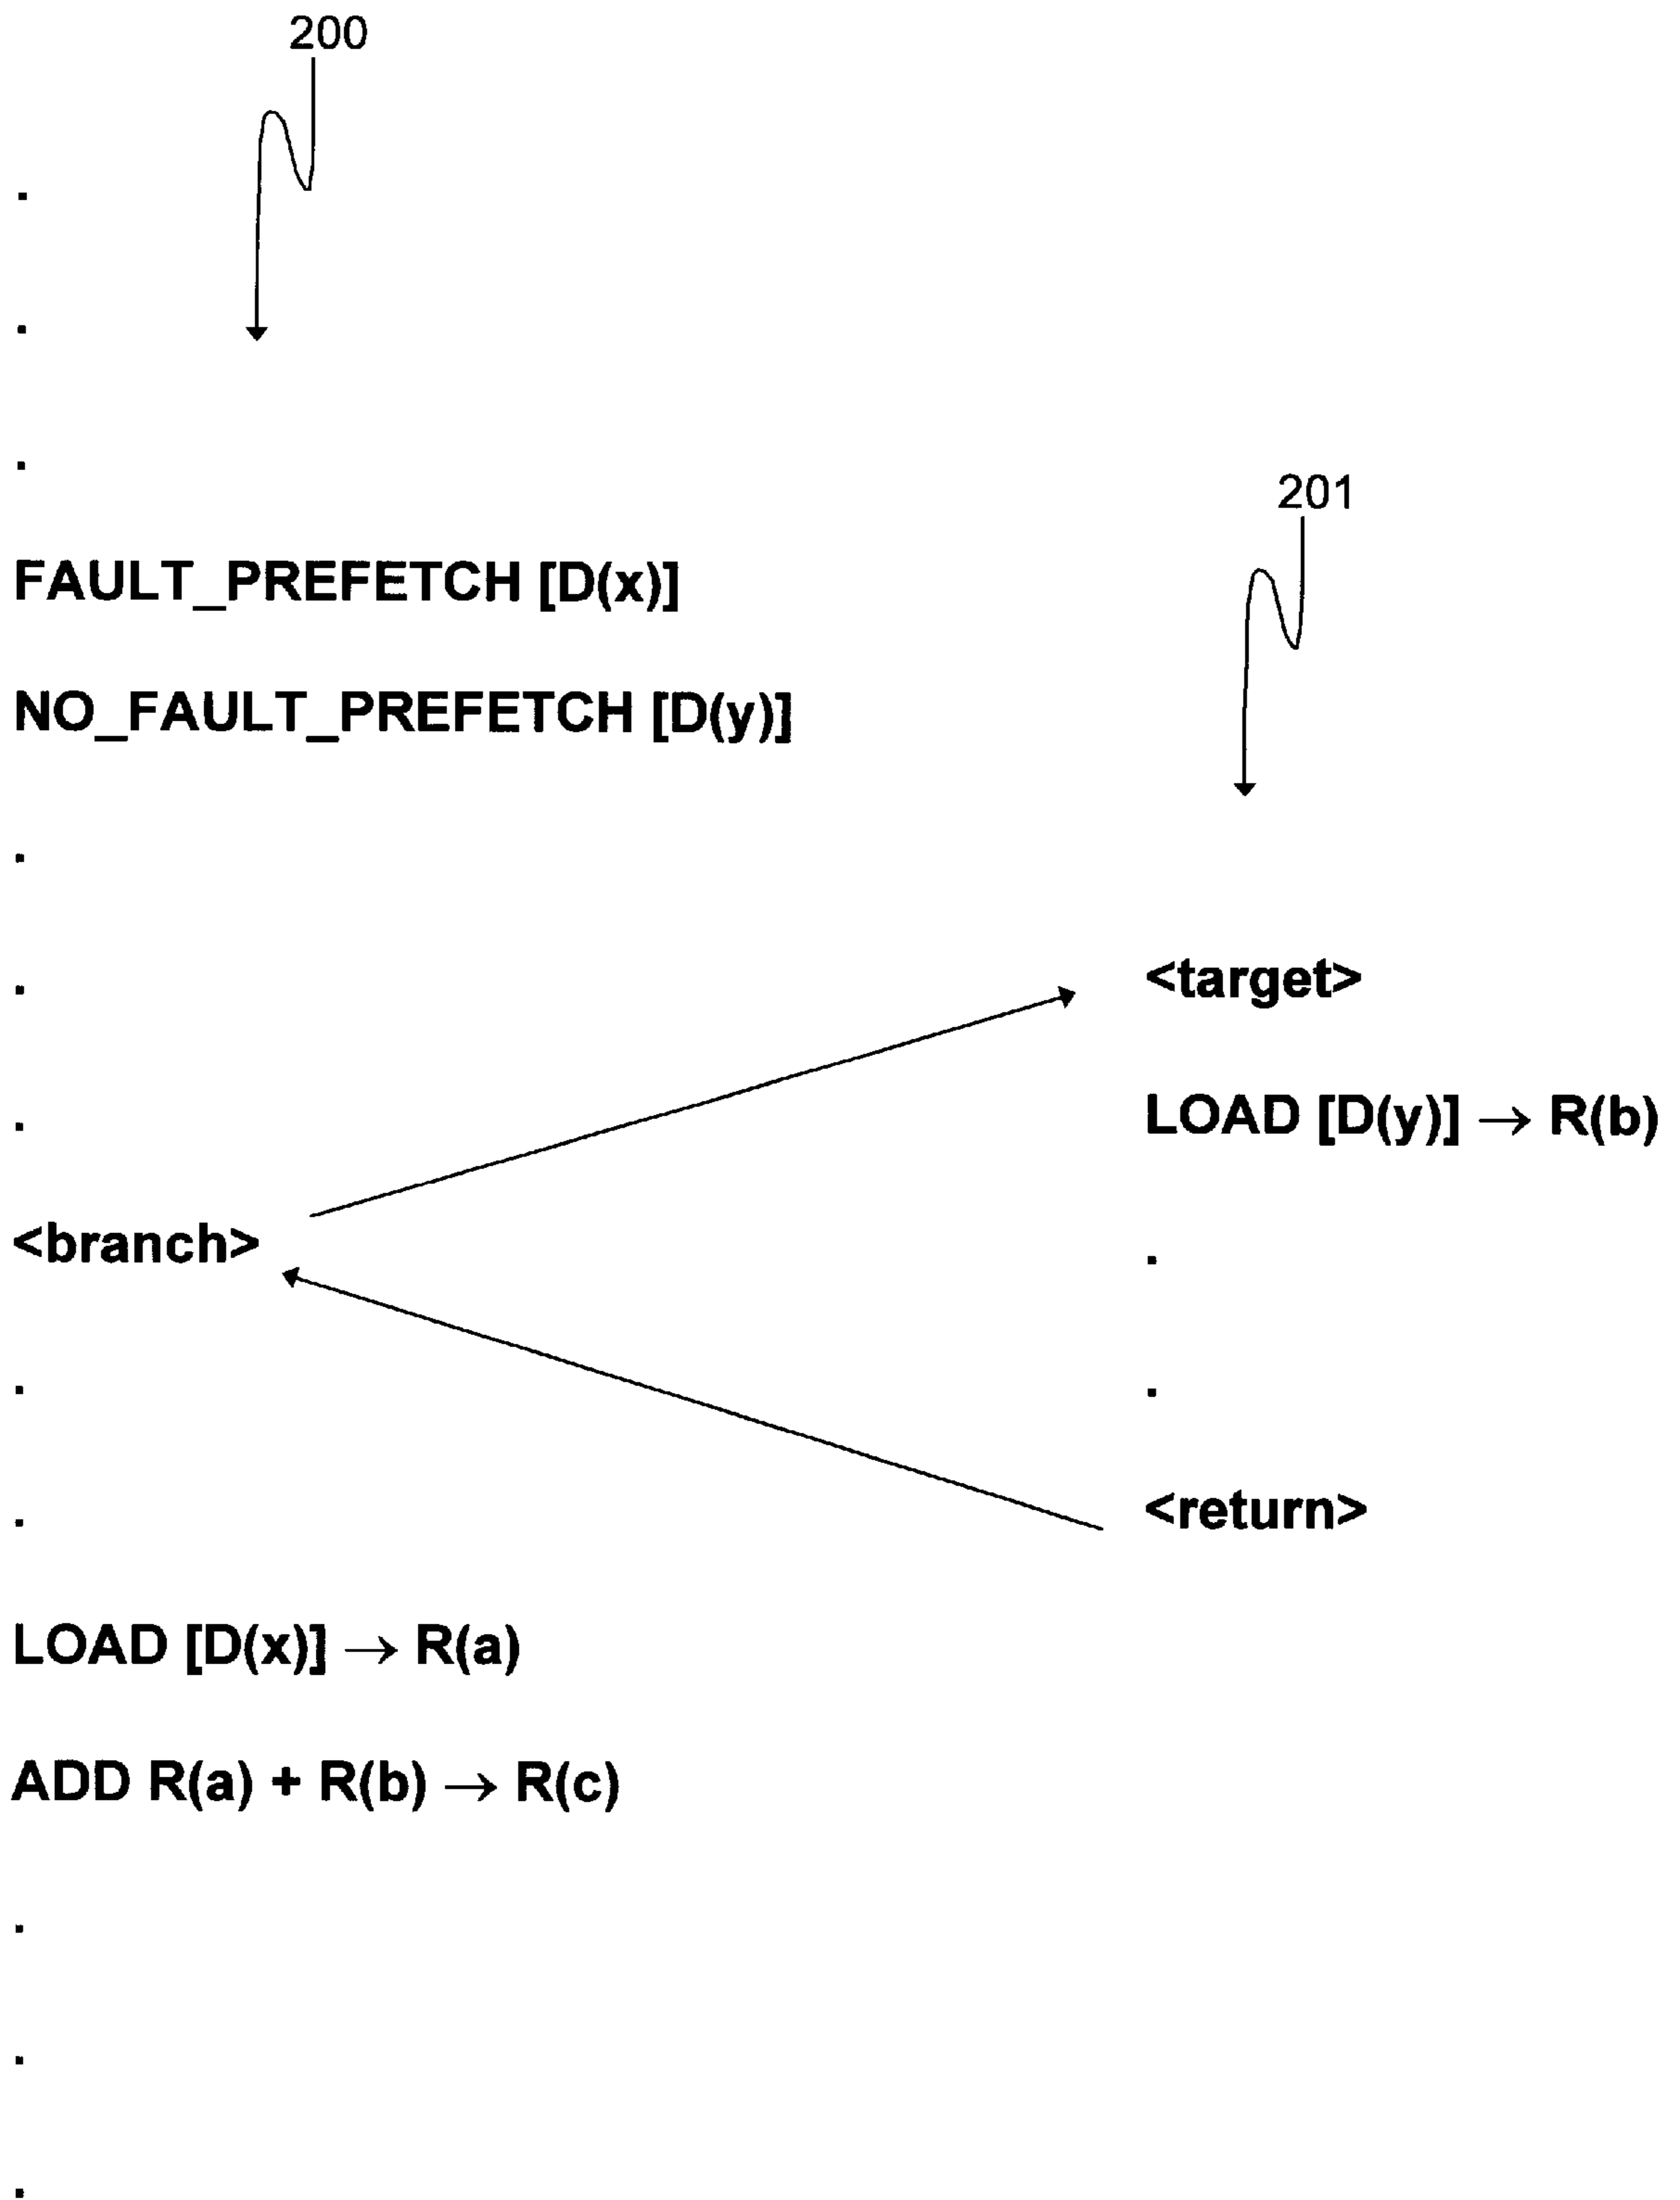 200
.
.
.
FAULT_PREFETCH [D(x)]
NO_FAULT_PREFETCH [D(y)]
.
.
.
<branch>
.
.
LOAD [D(x)] → R(a)
ADD R(a) + R(b) → R(c)
.
.
.
201
<target>
LOAD [D(y)] → R(b)
.
.
<return>